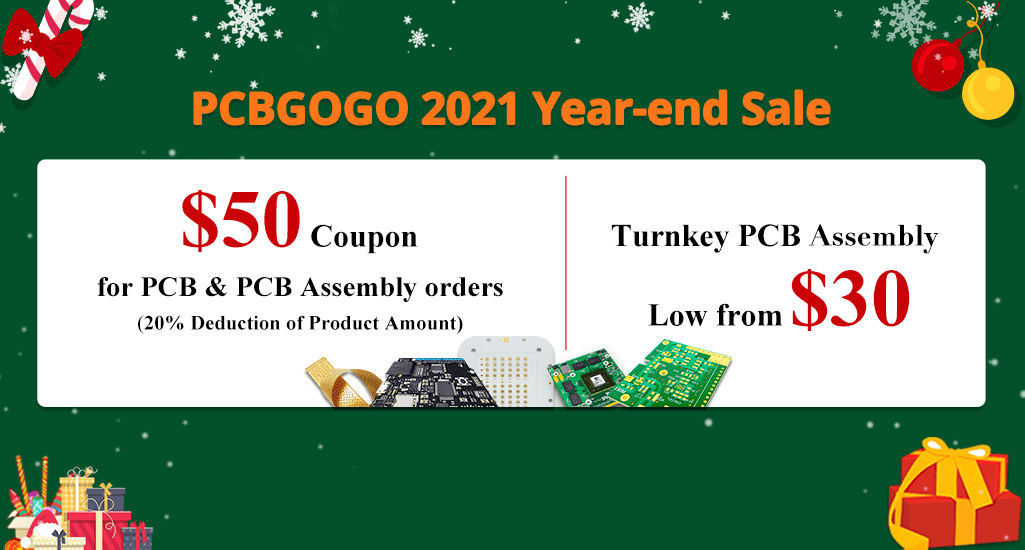 PCBGOGO 2021 Year-end Sale
$50 Coupon
for PCB & PCB Assembly orders
(20% Deduction of Product Amount)
Turnkey PCB Assembly
Low from $30